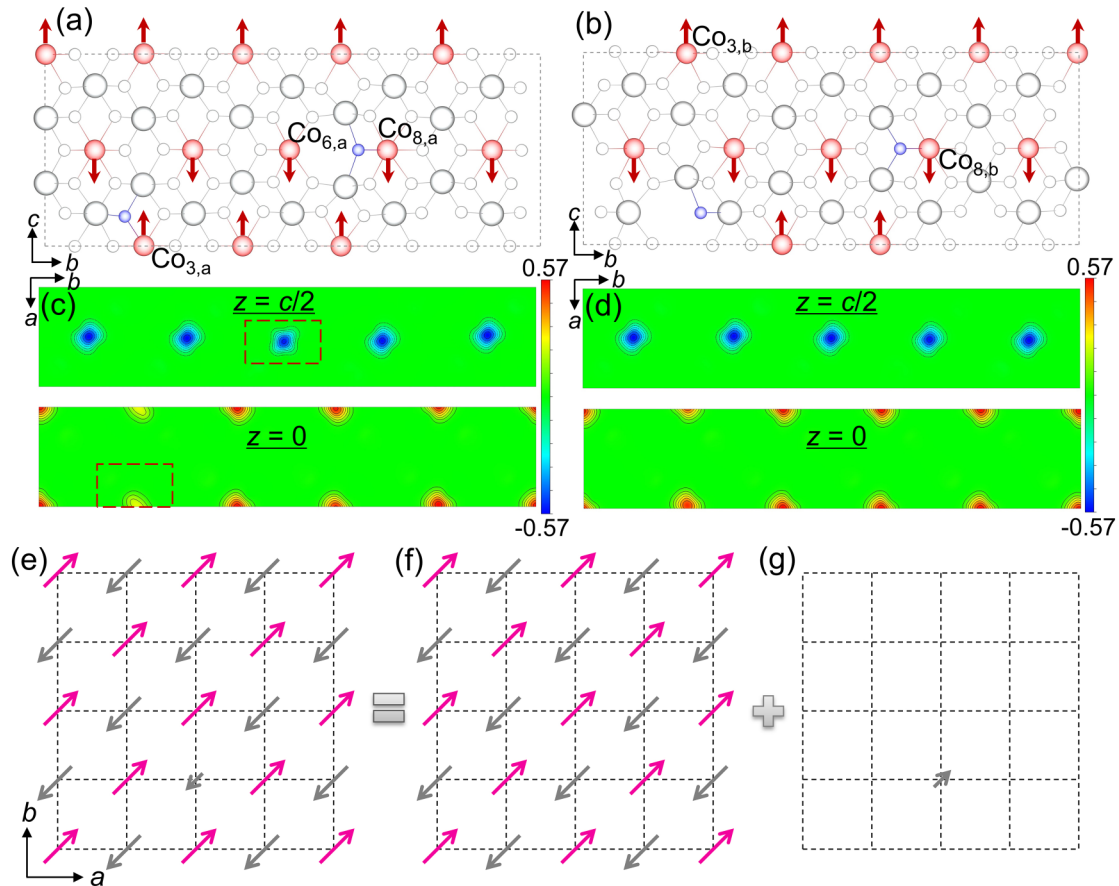 (a)
(b)
Co3,b
Co6,a
Co8,a
Co8,b
c
b
Co3,a
c
b
b
a
(c)
z = c/2
0.57
b
a
(d)
z = c/2
0.57
z = 0
z = 0
-0.57
-0.57
(e)
(f)
(g)
b
a